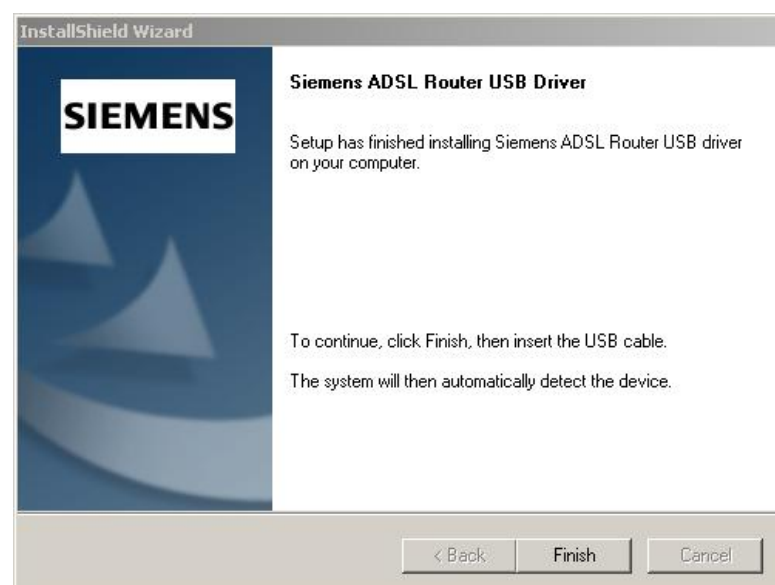 InstallShield Wizard
SIEMENS
Siemens ADSL Router USB Driver
Setup has finished installing Siemens ADSL Router USB driver
on your computer.
To continue, click Finish, then insert the USB cable.
The system will then automatically detect the device.
< Back
Finish
Cancel